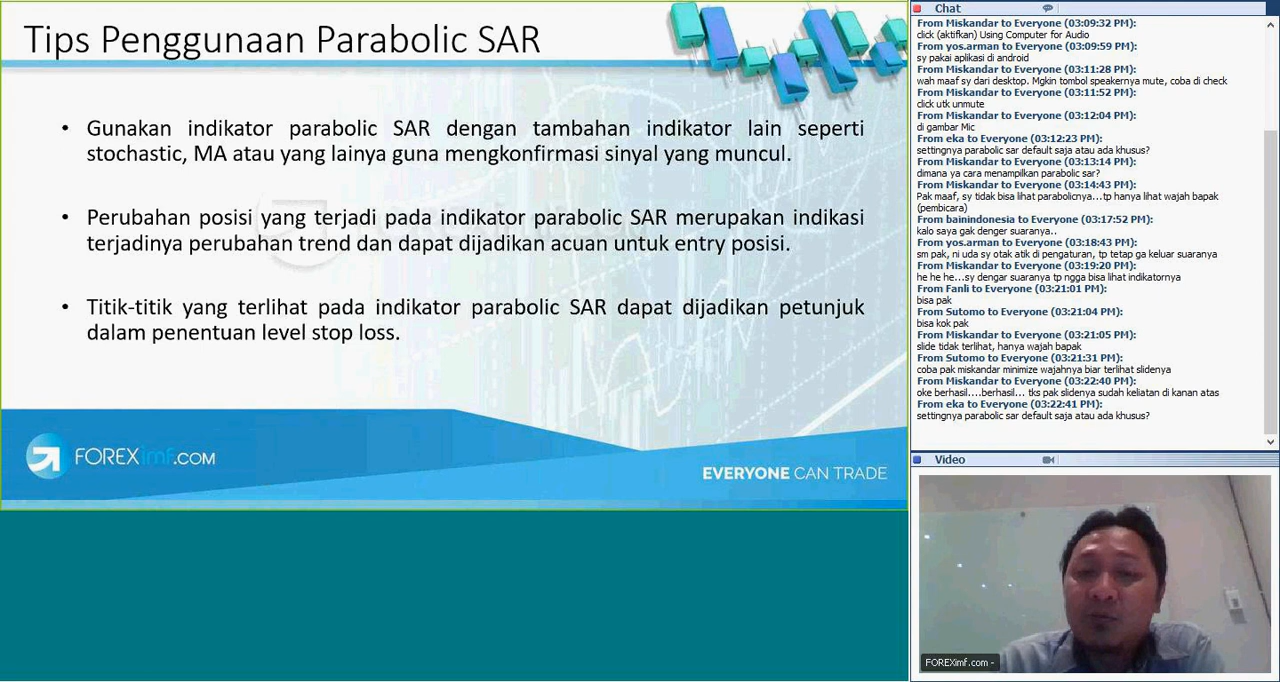 Tips Penggunaan Parabolic SAR
• Gunakan indikator parabolic SAR dengan tambahan indikator lain seperti
stochastic, MA atau yang lainya guna mengkonfirmasi sinyal yang muncul.
• Perubahan posisi yang terjadi pada indikator parabolic SAR merupakan indikasi
terjadinya perubahan trend dan dapat dijadikan acuan untuk entry posisi.
• Titik-titik yang terlihat pada indikator parabolic SAR dapat dijadikan petunjuk
dalam penentuan level stop loss.
FOREXimf.COM
EVERYONE CAN TRADE
Chat
From Miskandar to Everyone (03:09:32 PM):
click (aktifkan) Using Computer for Audio
From yos.arman to Everyone (03:09:59 PM):
sy pakai aplikasi di android
From Miskandar to Everyone (03:11:28 PM):
wah maaf sy dari desktop. Mgkin tombol speakernya mute, coba di check
From Miskandar to Everyone (03:11:52 PM):
click utk unmute
From Miskandar to Everyone (03:12:04 PM):
di gambar Mic
From eka to Everyone (03:12:23 PM):
settingnya parabolic sar default saja atau ada khusus?
From Miskandar to Everyone (03:13:14 PM):
dimana ya cara menampilkan parabolic sar?
From Miskandar to Everyone (03:14:43 PM):
Pak maaf, sy tidak bisa lihat parabolicnya...tp hanya lihat wajah bapak
(pembicara)
From bainindonesia to Everyone (03:17:52 PM):
kalo saya gak denger suaranya..
From yos.arman to Everyone (03:18:43 PM):
sm pak, ni uda sy otak atik di pengaturan, tp tetap ga keluar suaranya
From Miskandar to Everyone (03:19:20 PM):
he he he...sy dengar suaranya tp ngga bisa lihat indikatornya
From Fanli to Everyone (03:21:01 PM):
bisa pak
From Sutomo to Everyone (03:21:04 PM):
bisa kok pak
From Miskandar to Everyone (03:21:05 PM):
slide tidak terlihat, hanya wajah bapak
From Sutomo to Everyone (03:21:31 PM):
coba pak miskandar minimize wajahnya biar terlihat slidenya
From Miskandar to Everyone (03:22:40 PM):
oke berhasil....berhasil... tks pak slidenya sudah keliatan di kanan atas
From eka to Everyone (03:22:41 PM):
settingnya parabolic sar default saja atau ada khusus?
Video
FOREXimf.com -